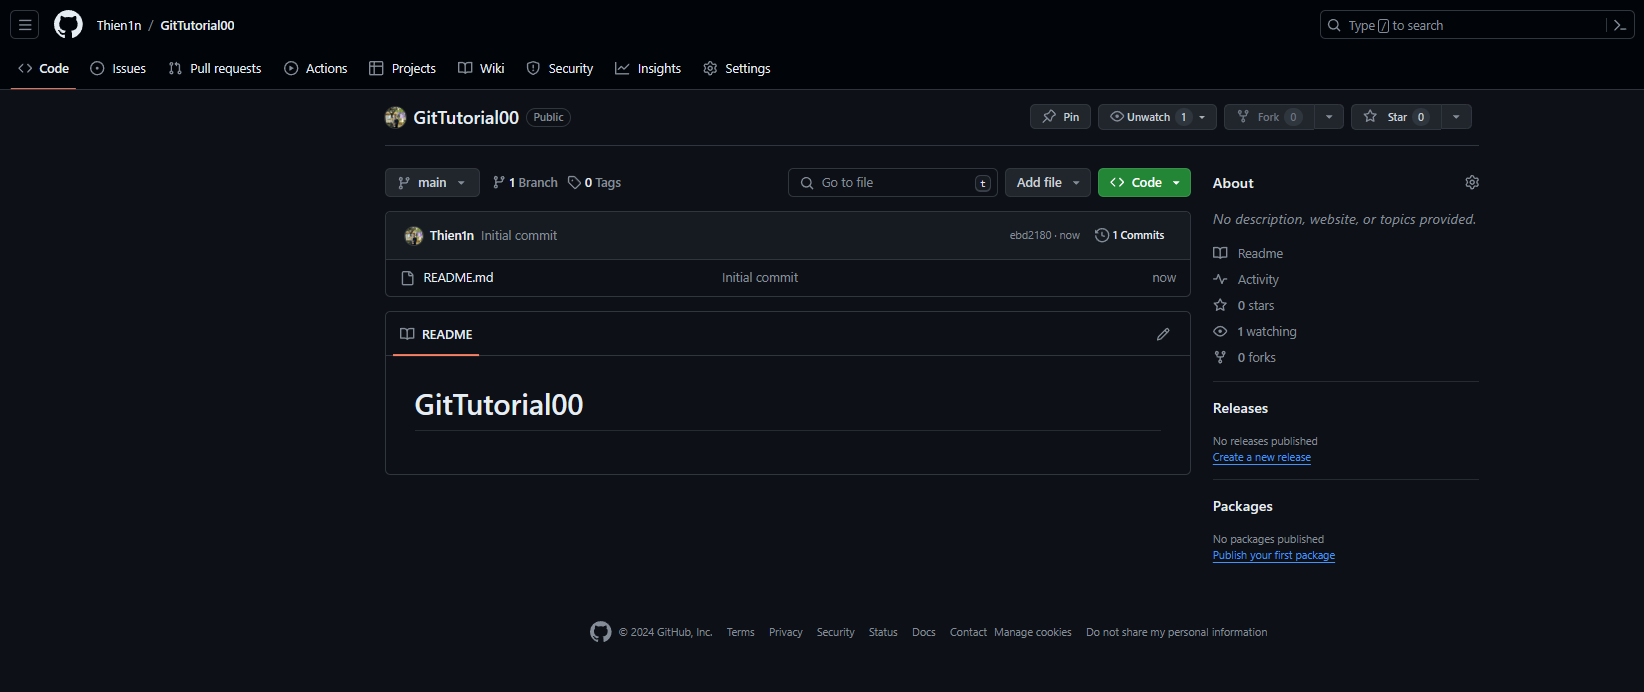 Thien1n / GitTutorial00
Type / to search
Code Issues Pull requests Actions Projects Wiki Security Insights Settings
GitTutorial00 Public
Pin Unwatch 1 Fork 0 Star 0
main 1 Branch 0 Tags Go to file t Add file Code
Thien1n Initial commit ebd2180 · now 1 Commits
README.md Initial commit now
README
GitTutorial00
About
No description, website, or topics provided.
Readme
Activity
0 stars
1 watching
0 forks
Releases
No releases published
Create a new release
Packages
No packages published
Publish your first package
© 2024 GitHub, Inc. Terms Privacy Security Status Docs Contact Manage cookies Do not share my personal information